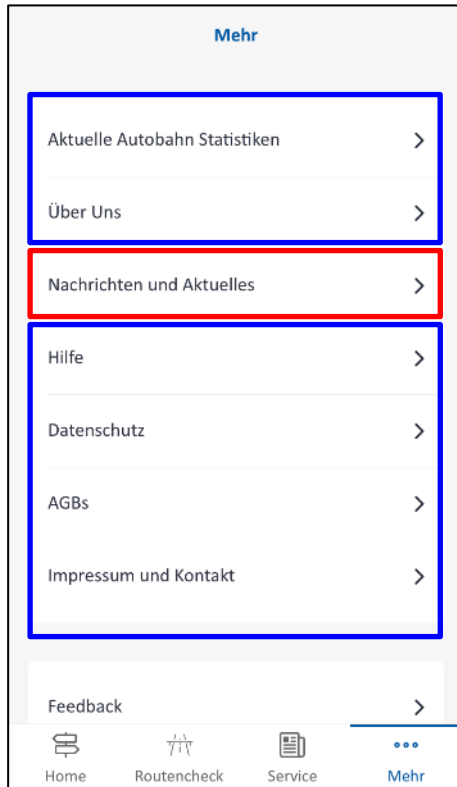 Mehr
Aktuelle Autobahn Statistiken
Über Uns
Nachrichten und Aktuelles
Hilfe
Datenschutz
AGBs
Impressum und Kontakt
Feedback
Home Routencheck Service Mehr